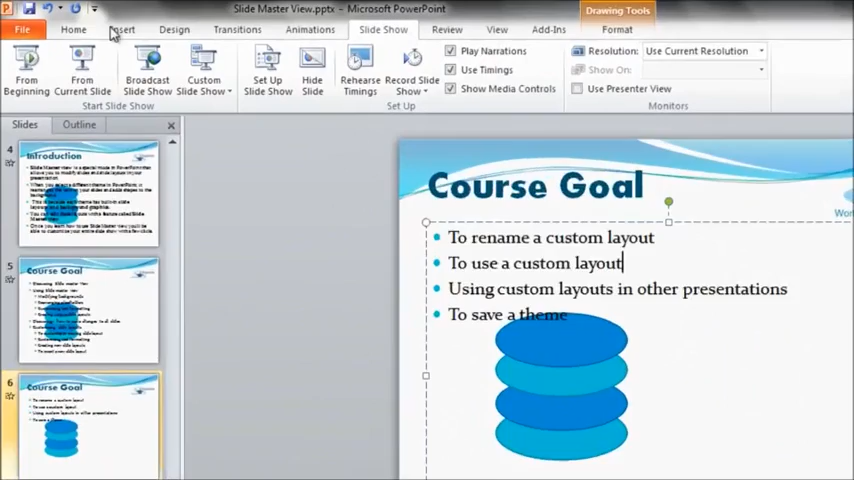 Slide Master View.pptx - Microsoft PowerPoint
Drawing Tools
File Home Insert Design Transitions Animations Slide Show Review View Add-Ins Format
From Beginning
From Current Slide
Broadcast Slide Show
Custom Slide Show
Set Up Slide Show
Hide Slide
Rehearse Timings
Record Slide Show
Play Narrations
Use Timings
Show Media Controls
Resolution: Use Current Resolution
Show On:
Use Presenter View
Start Slide Show
Set Up
Monitors
Slides Outline
4
Introduction
5
Course Goal
6
Course Goal
Course Goal
To rename a custom layout
To use a custom layout
Using custom layouts in other presentations
To save a theme